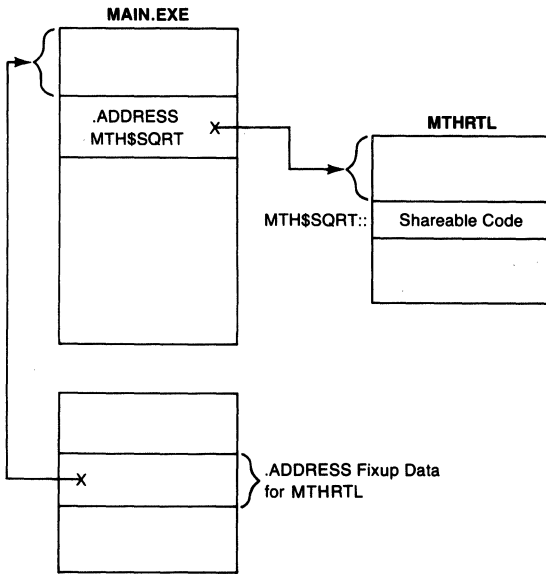 MAIN.EXE
.ADDRESS
MTH$SQRT
X
MTHRTL
MTH$SQRT::
Shareable Code
X
.ADDRESS Fixup Data
for MTHRTL